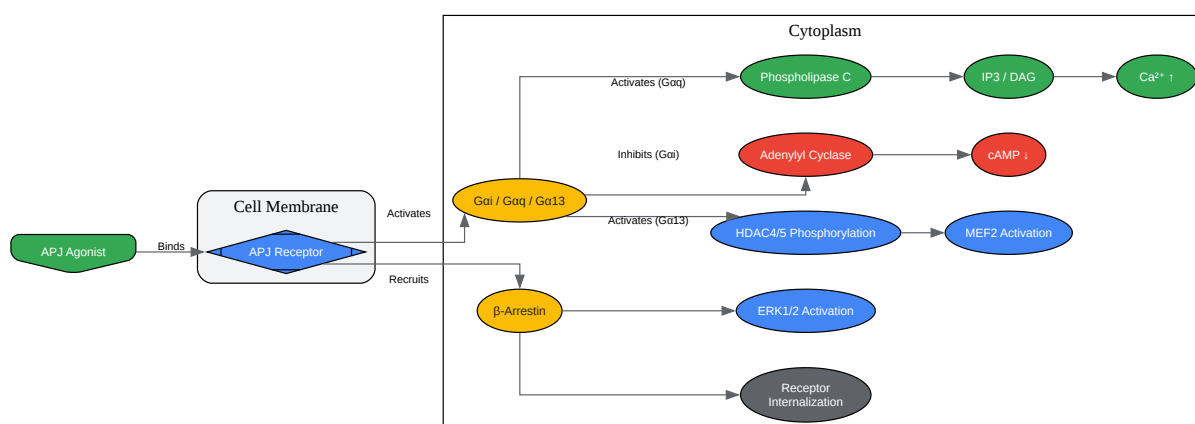 Cytoplasm
Phospholipase C
IP3 / DAG
Ca²⁺ ↑
Activates (Gαq)
Inhibits (Gαi)
Adenylyl Cyclase
cAMP ↓
Gαi / Gαq / Gα13
Cell Membrane
Activates
Activates (Gα13)
HDAC4/5 Phosphorylation
MEF2 Activation
APJ Agonist
Binds
APJ Receptor
Recruits
β-Arrestin
ERK1/2 Activation
Receptor
Internalization